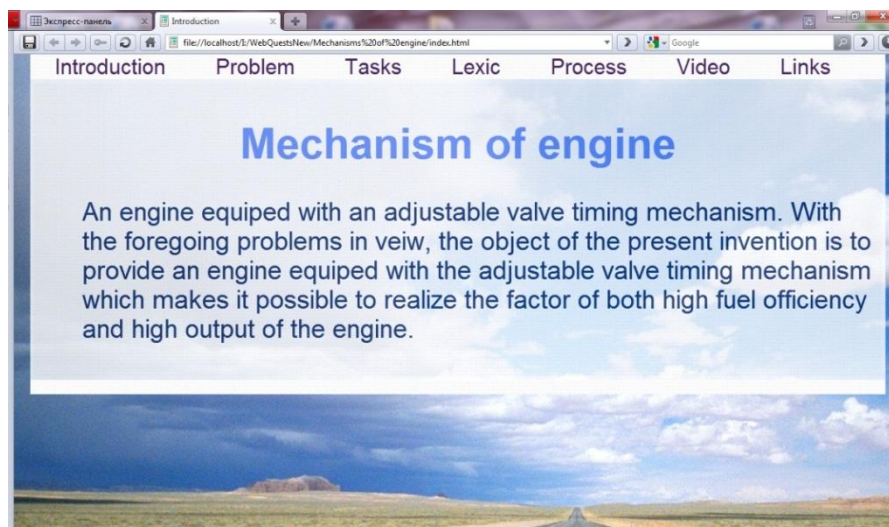 Экспресс-панель Introduction
file://localhost/I:/WebQuestsNew/Mechanisms%20of%20engine/index.html Google
Introduction Problem Tasks Lexic Process Video Links
Mechanism of engine
An engine equiped with an adjustable valve timing mechanism. With
the foregoing problems in veiw, the object of the present invention is to
provide an engine equiped with the adjustable valve timing mechanism
which makes it possible to realize the factor of both high fuel officiency
and high output of the engine.